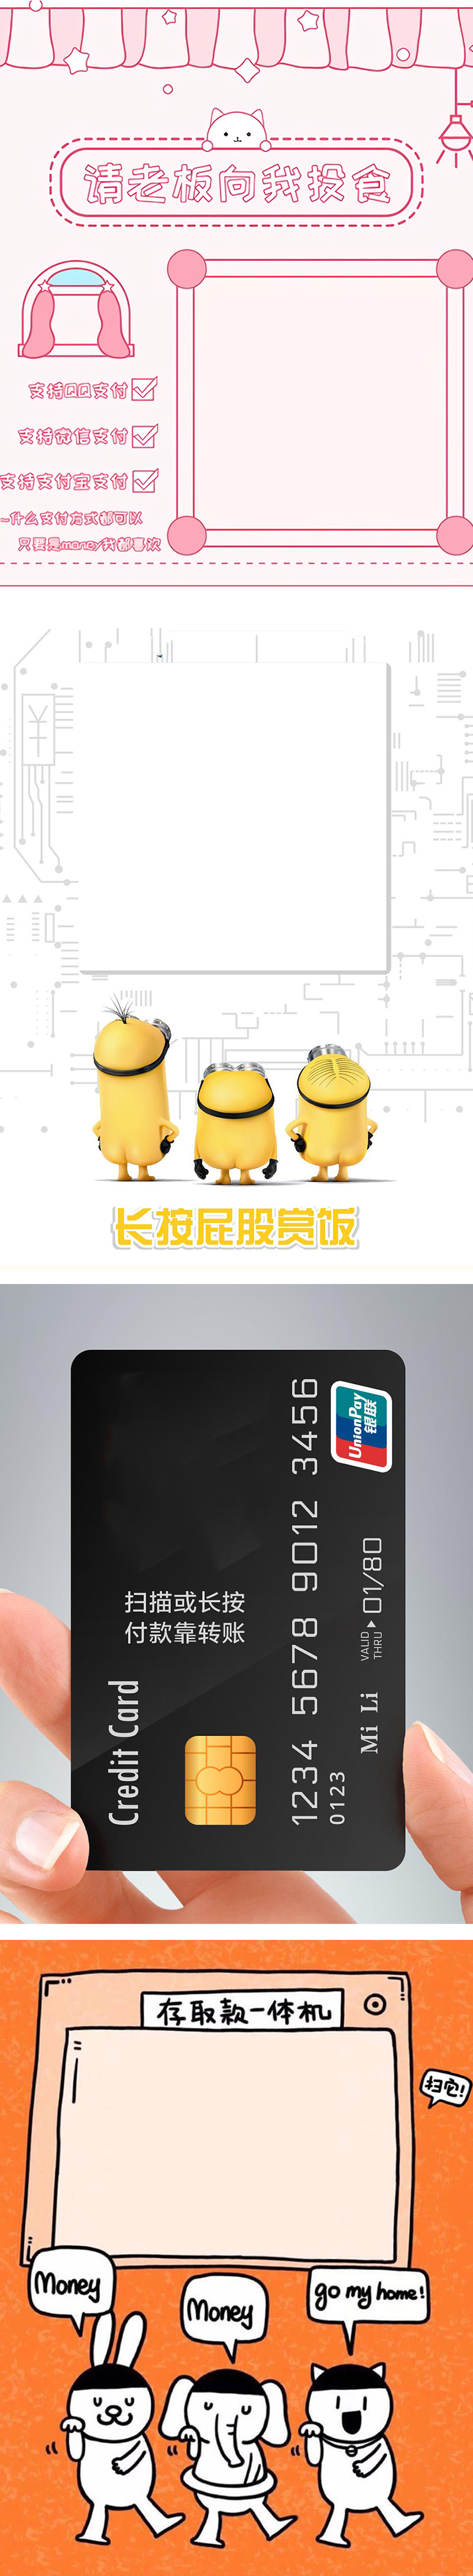 请老板向我投食
支持QQ支付
支持微信支付
支持支付宝支付
~什么支付方式都可以
只要是money我都喜欢
¥
长按屁股赏饭
扫描或长按
付款靠转账
Credit Card
1234 5678 9012 3456
0123
VALID
THRU
01/80
Mi Li
UnionPay
银联
存取款一体机
扫它!
Money
Money
go my home!